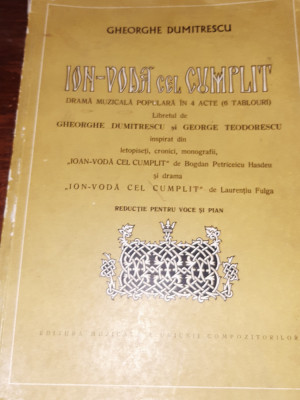 GHEORGHE DUMITRESCU
ION-VODĂ CEL CUMPLIT
DRAMĂ MUZICALĂ POPULARĂ ÎN 4 ACTE (6 TABLOURI)
Libretul de
GHEORGHE DUMITRESCU și GEORGE TEODORESCU
inspirat din
letopiseți, cronici, monografii,
„IOAN-VODĂ CEL CUMPLIT” de Bogdan Petriceicu Hasdeu
și drama
„ION-VODĂ CEL CUMPLIT” de Laurențiu Fulga
REDUCȚIE PENTRU VOCE ȘI PIAN
EDITURA MUZICALĂ A UNIUNII COMPOZITORILOR